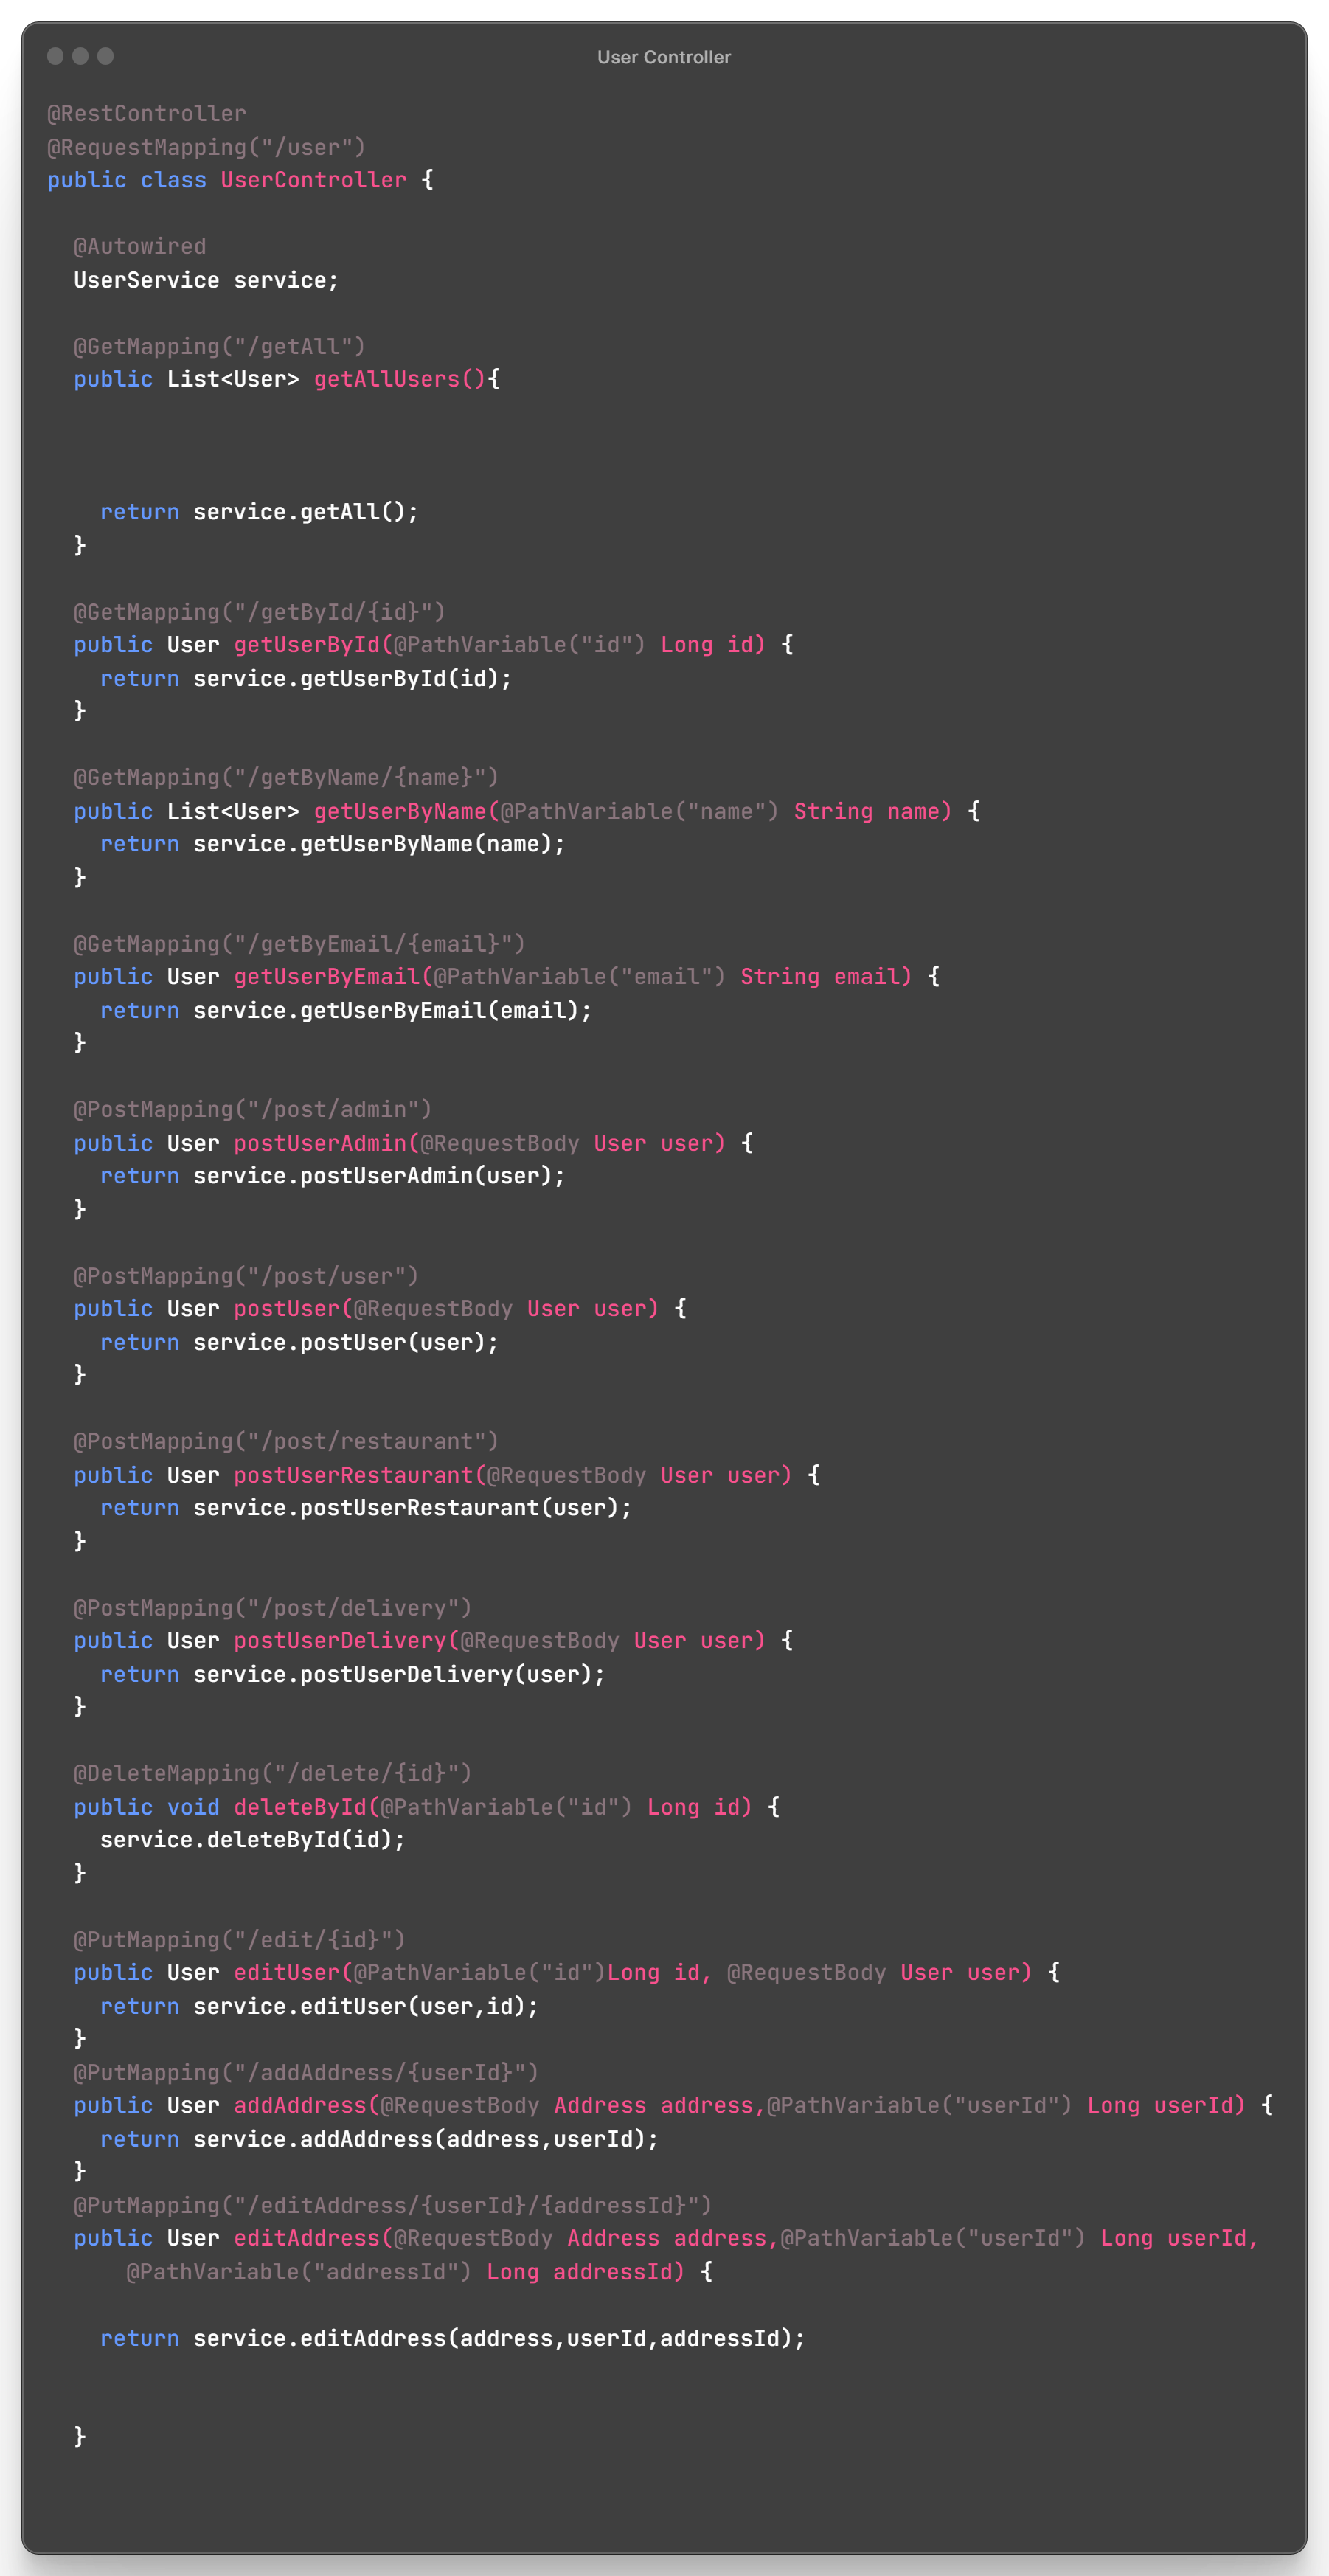 User Controller
@RestController
@RequestMapping("/user")
public class UserController {
@Autowired
UserService service;
@GetMapping("/getAll")
public List<User> getAllUsers(){
return service.getAll();
}
@GetMapping("/getById/{id}")
public User getUserById(@PathVariable("id") Long id) {
return service.getUserById(id);
}
@GetMapping("/getByName/{name}")
public List<User> getUserByName(@PathVariable("name") String name) {
return service.getUserByName(name);
}
@GetMapping("/getByEmail/{email}")
public User getUserByEmail(@PathVariable("email") String email) {
return service.getUserByEmail(email);
}
@PostMapping("/post/admin")
public User postUserAdmin(@RequestBody User user) {
return service.postUserAdmin(user);
}
@PostMapping("/post/user")
public User postUser(@RequestBody User user) {
return service.postUser(user);
}
@PostMapping("/post/restaurant")
public User postUserRestaurant(@RequestBody User user) {
return service.postUserRestaurant(user);
}
@PostMapping("/post/delivery")
public User postUserDelivery(@RequestBody User user) {
return service.postUserDelivery(user);
}
@DeleteMapping("/delete/{id}")
public void deleteById(@PathVariable("id") Long id) {
service.deleteById(id);
}
@PutMapping("/edit/{id}")
public User editUser(@PathVariable("id")Long id, @RequestBody User user) {
return service.editUser(user,id);
}
@PutMapping("/addAddress/{userId}")
public User addAddress(@RequestBody Address address,@PathVariable("userId") Long userId) {
return service.addAddress(address,userId);
}
@PutMapping("/editAddress/{userId}/{addressId}")
public User editAddress(@RequestBody Address address,@PathVariable("userId") Long userId,
@PathVariable("addressId") Long addressId) {
return service.editAddress(address,userId,addressId);
}